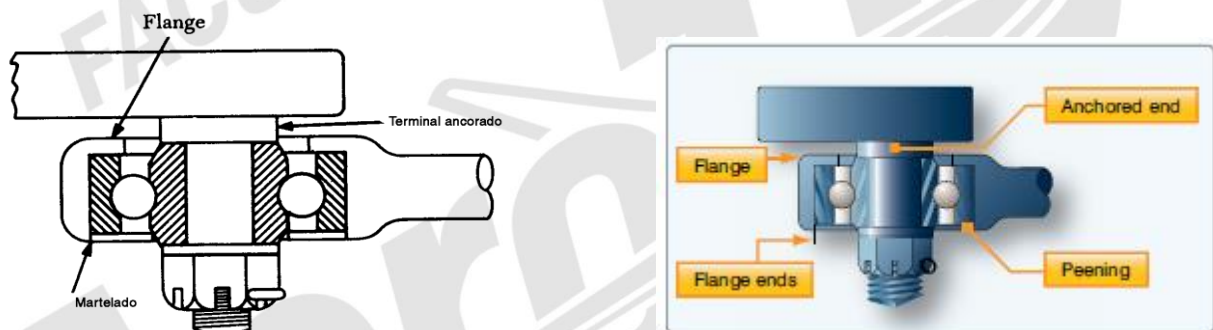 Flange
Terminal ancorado
Martelado
Anchored end
Flange
Flange ends
Peening